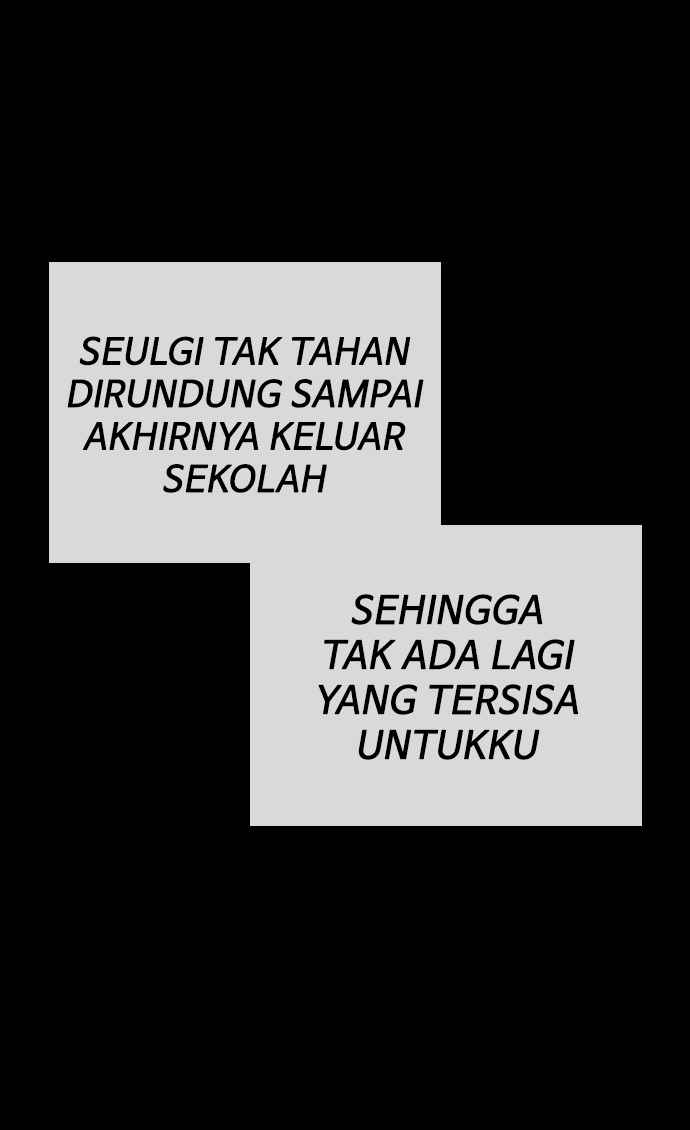 SEULGI TAK TAHAN
DIRUNDUNG SAMPAI
AKHIRNYA KELUAR
SEKOLAH
SEHINGGA
TAK ADA LAGI
YANG TERSISA
UNTUKKU